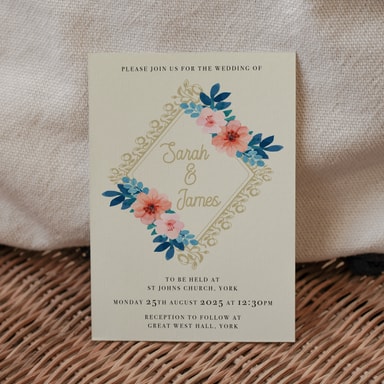 PLEASE JOIN US FOR THE WEDDING OF
Sarah
&
James
TO BE HELD AT
ST JOHNS CHURCH, YORK
MONDAY 25TH AUGUST 2025 AT 12:30PM
RECEPTION TO FOLLOW AT
GREAT WEST HALL, YORK